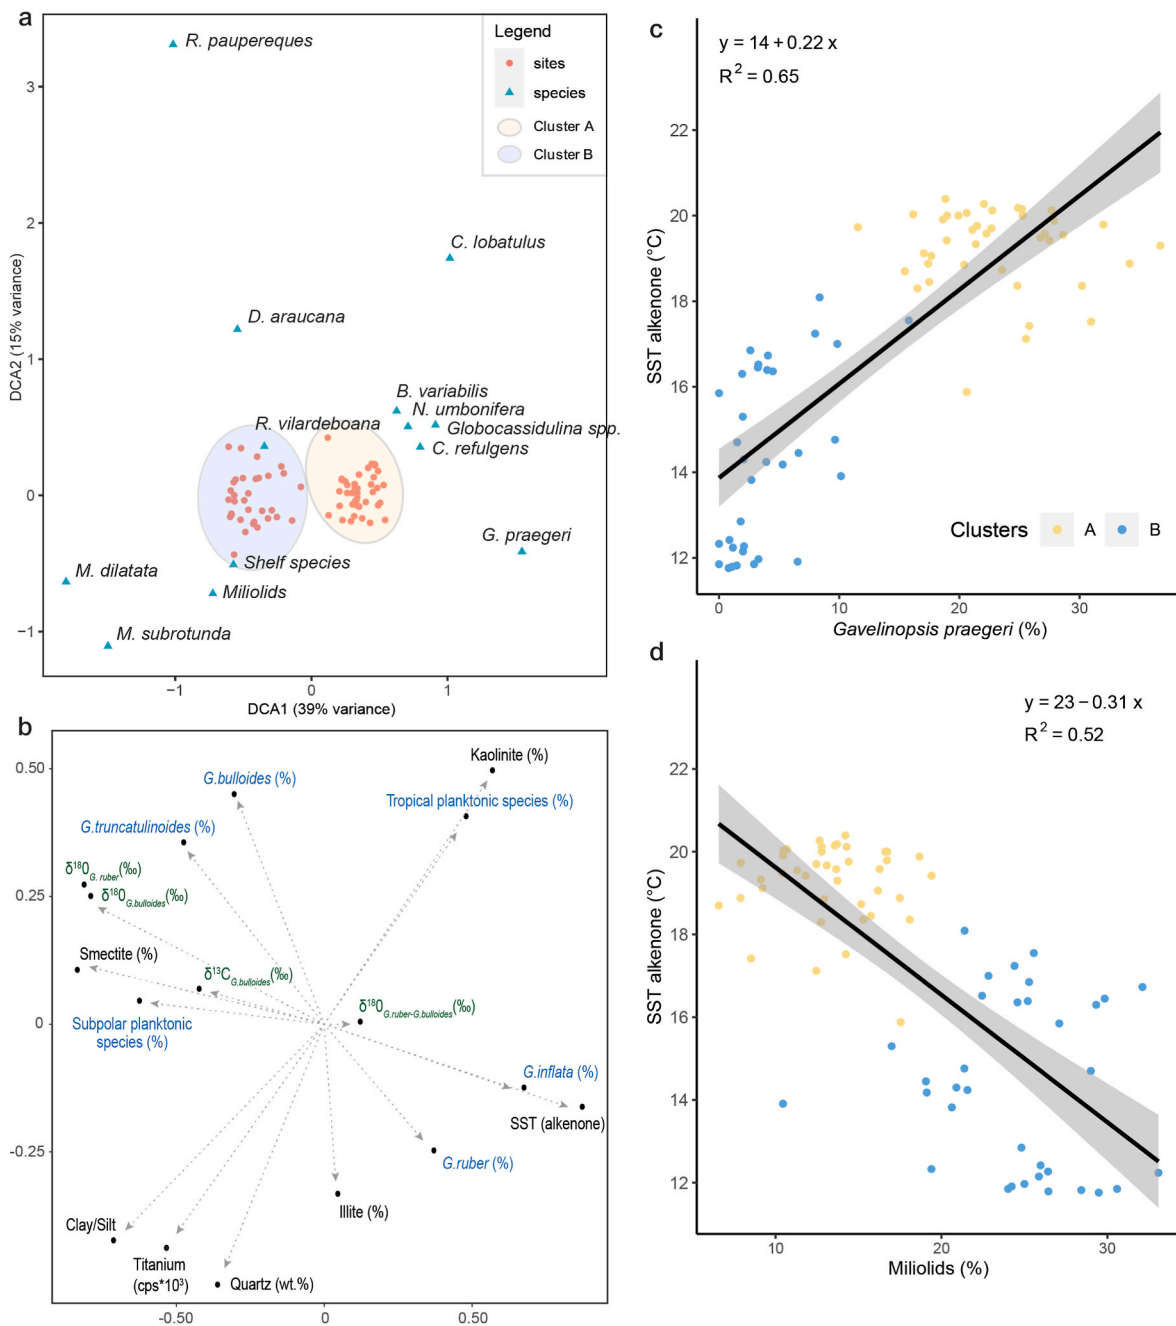 a
R. paupereques
Legend
sites
species
Cluster A
Cluster B
C. lobatulus
D. araucana
B. variabilis
N. umbonifera
R. vilardeboana
Globocassidulina spp.
C. refulgens
G. praegeri
Shelf species
M. dilatata
Miliolids
M. subrotunda
3
2
1
0
−1
DCA2 (15% variance)
−1
0
1
DCA1 (39% variance)
b
Kaolinite (%)
G.bulloides (%)
Tropical planktonic species (%)
G.truncatulinoides (%)
δ¹⁸O G. ruber (‰)
δ¹⁸O G.bulloides (‰)
Smectite (%)
δ¹³C G.bulloides (‰)
δ¹⁸O G.ruber-G.bulloides (‰)
Subpolar planktonic
species (%)
G.inflata (%)
SST (alkenone)
G.ruber (%)
Illite (%)
Clay/Silt
Titanium
(cps*10³)
Quartz (wt.%)
0.50
0.25
0
-0.25
-0.50
0
0.50
c
y = 14 + 0.22 x
R² = 0.65
22
20
18
16
14
12
SST alkenone (°C)
Clusters
A
B
0
10
20
30
Gavelinopsis praegeri (%)
d
y = 23 − 0.31 x
R² = 0.52
22
20
18
16
14
12
SST alkenone (°C)
10
20
30
Miliolids (%)